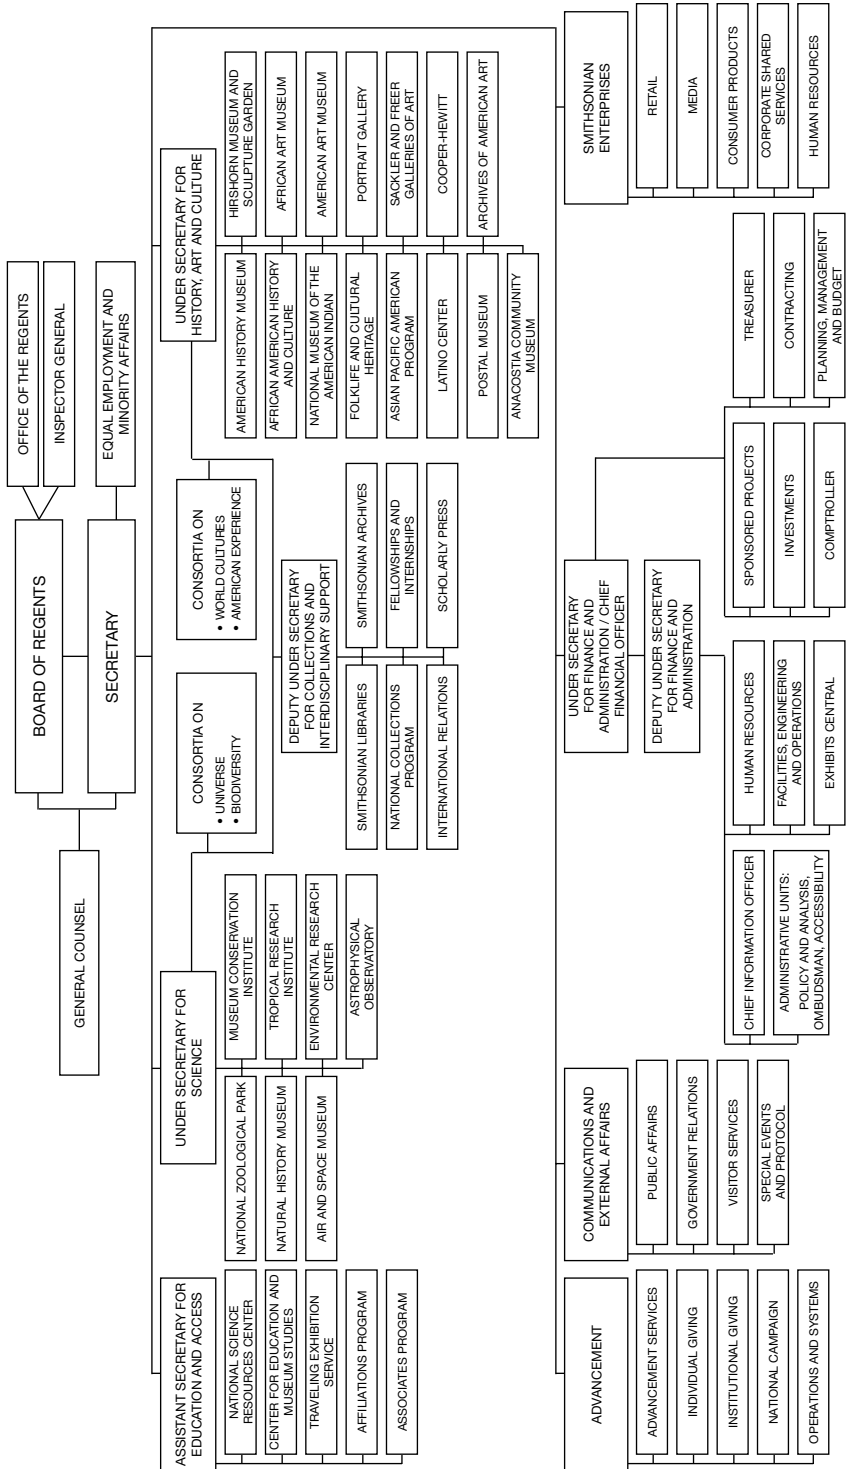 OFFICE OF THE REGENTS
INSPECTOR GENERAL
BOARD OF REGENTS
GENERAL COUNSEL
SECRETARY
EQUAL EMPLOYMENT AND
MINORITY AFFAIRS
ASSISTANT SECRETARY FOR
EDUCATION AND ACCESS
NATIONAL SCIENCE
RESOURCES CENTER
CENTER FOR EDUCATION AND
MUSEUM STUDIES
TRAVELING EXHIBITION
SERVICE
AFFILIATIONS PROGRAM
ASSOCIATES PROGRAM
UNDER SECRETARY FOR
SCIENCE
NATIONAL ZOOLOGICAL PARK
MUSEUM CONSERVATION
INSTITUTE
NATURAL HISTORY MUSEUM
TROPICAL RESEARCH
INSTITUTE
AIR AND SPACE MUSEUM
ENVIRONMENTAL RESEARCH
CENTER
ASTROPHYSICAL
OBSERVATORY
CONSORTIA ON
• UNIVERSE
• BIODIVERSITY
CONSORTIA ON
• WORLD CULTURES
• AMERICAN EXPERIENCE
DEPUTY UNDER SECRETARY
FOR COLLECTIONS AND
INTERDISCIPLINARY SUPPORT
SMITHSONIAN LIBRARIES
SMITHSONIAN ARCHIVES
NATIONAL COLLECTIONS
PROGRAM
FELLOWSHIPS AND
INTERNSHIPS
INTERNATIONAL RELATIONS
SCHOLARLY PRESS
UNDER SECRETARY FOR
HISTORY, ART AND CULTURE
AMERICAN HISTORY MUSEUM
HIRSHORN MUSEUM AND
SCULPTURE GARDEN
AFRICAN AMERICAN HISTORY
AND CULTURE
AFRICAN ART MUSEUM
NATIONAL MUSEUM OF THE
AMERICAN INDIAN
AMERICAN ART MUSEUM
FOLKLIFE AND CULTURAL
HERITAGE
PORTRAIT GALLERY
ASIAN PACIFIC AMERICAN
PROGRAM
SACKLER AND FREER
GALLERIES OF ART
LATINO CENTER
COOPER-HEWITT
POSTAL MUSEUM
ARCHIVES OF AMERICAN ART
ANACOSTIA COMMUNITY
MUSEUM
ADVANCEMENT
ADVANCEMENT SERVICES
INDIVIDUAL GIVING
INSTITUTIONAL GIVING
NATIONAL CAMPAIGN
OPERATIONS AND SYSTEMS
COMMUNICATIONS AND
EXTERNAL AFFAIRS
PUBLIC AFFAIRS
GOVERNMENT RELATIONS
VISITOR SERVICES
SPECIAL EVENTS
AND PROTOCOL
UNDER SECRETARY
FOR FINANCE AND
ADMINISTRATION / CHIEF
FINANCIAL OFFICER
DEPUTY UNDER SECRETARY
FOR FINANCE AND
ADMINISTRATION
CHIEF INFORMATION OFFICER
HUMAN RESOURCES
ADMINISTRATIVE UNITS:
POLICY AND ANALYSIS,
OMBUDSMAN, ACCESSIBILITY
FACILITIES, ENGINEERING
AND OPERATIONS
EXHIBITS CENTRAL
SPONSORED PROJECTS
TREASURER
INVESTMENTS
CONTRACTING
COMPTROLLER
PLANNING, MANAGEMENT
AND BUDGET
SMITHSONIAN
ENTERPRISES
RETAIL
MEDIA
CONSUMER PRODUCTS
CORPORATE SHARED
SERVICES
HUMAN RESOURCES